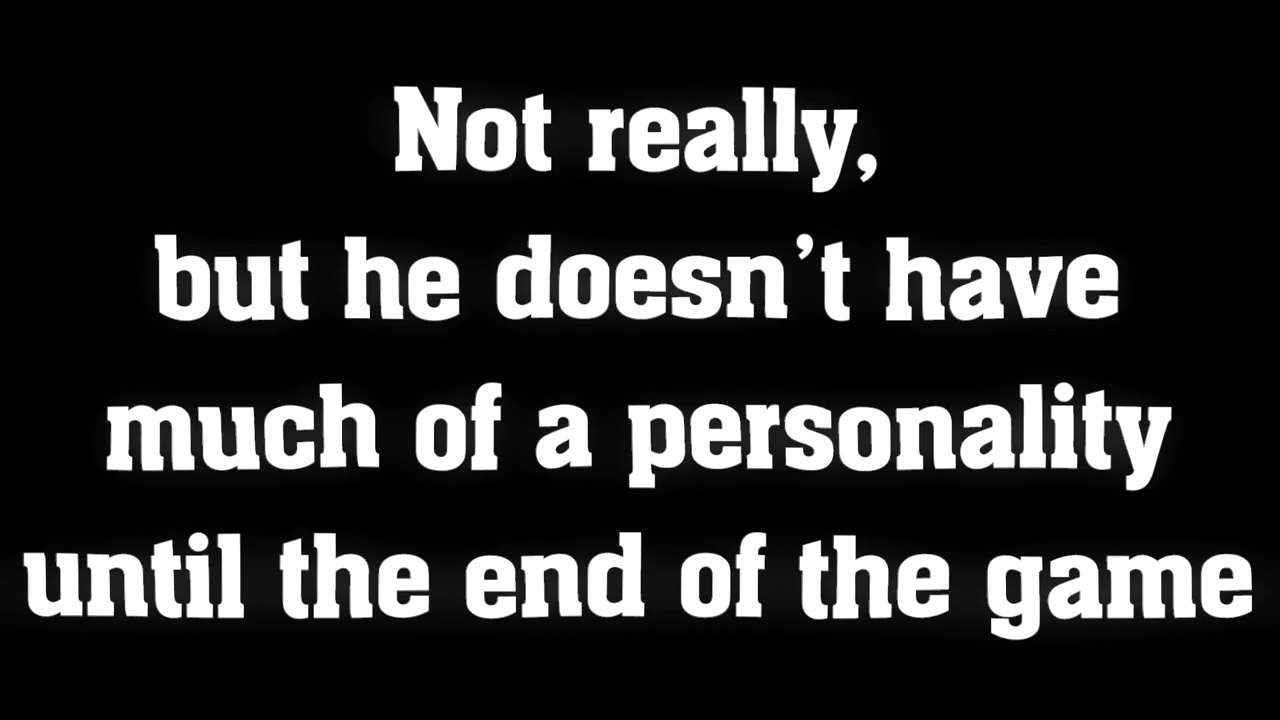 Not really,
but he doesn’t have
much of a personality
until the end of the game